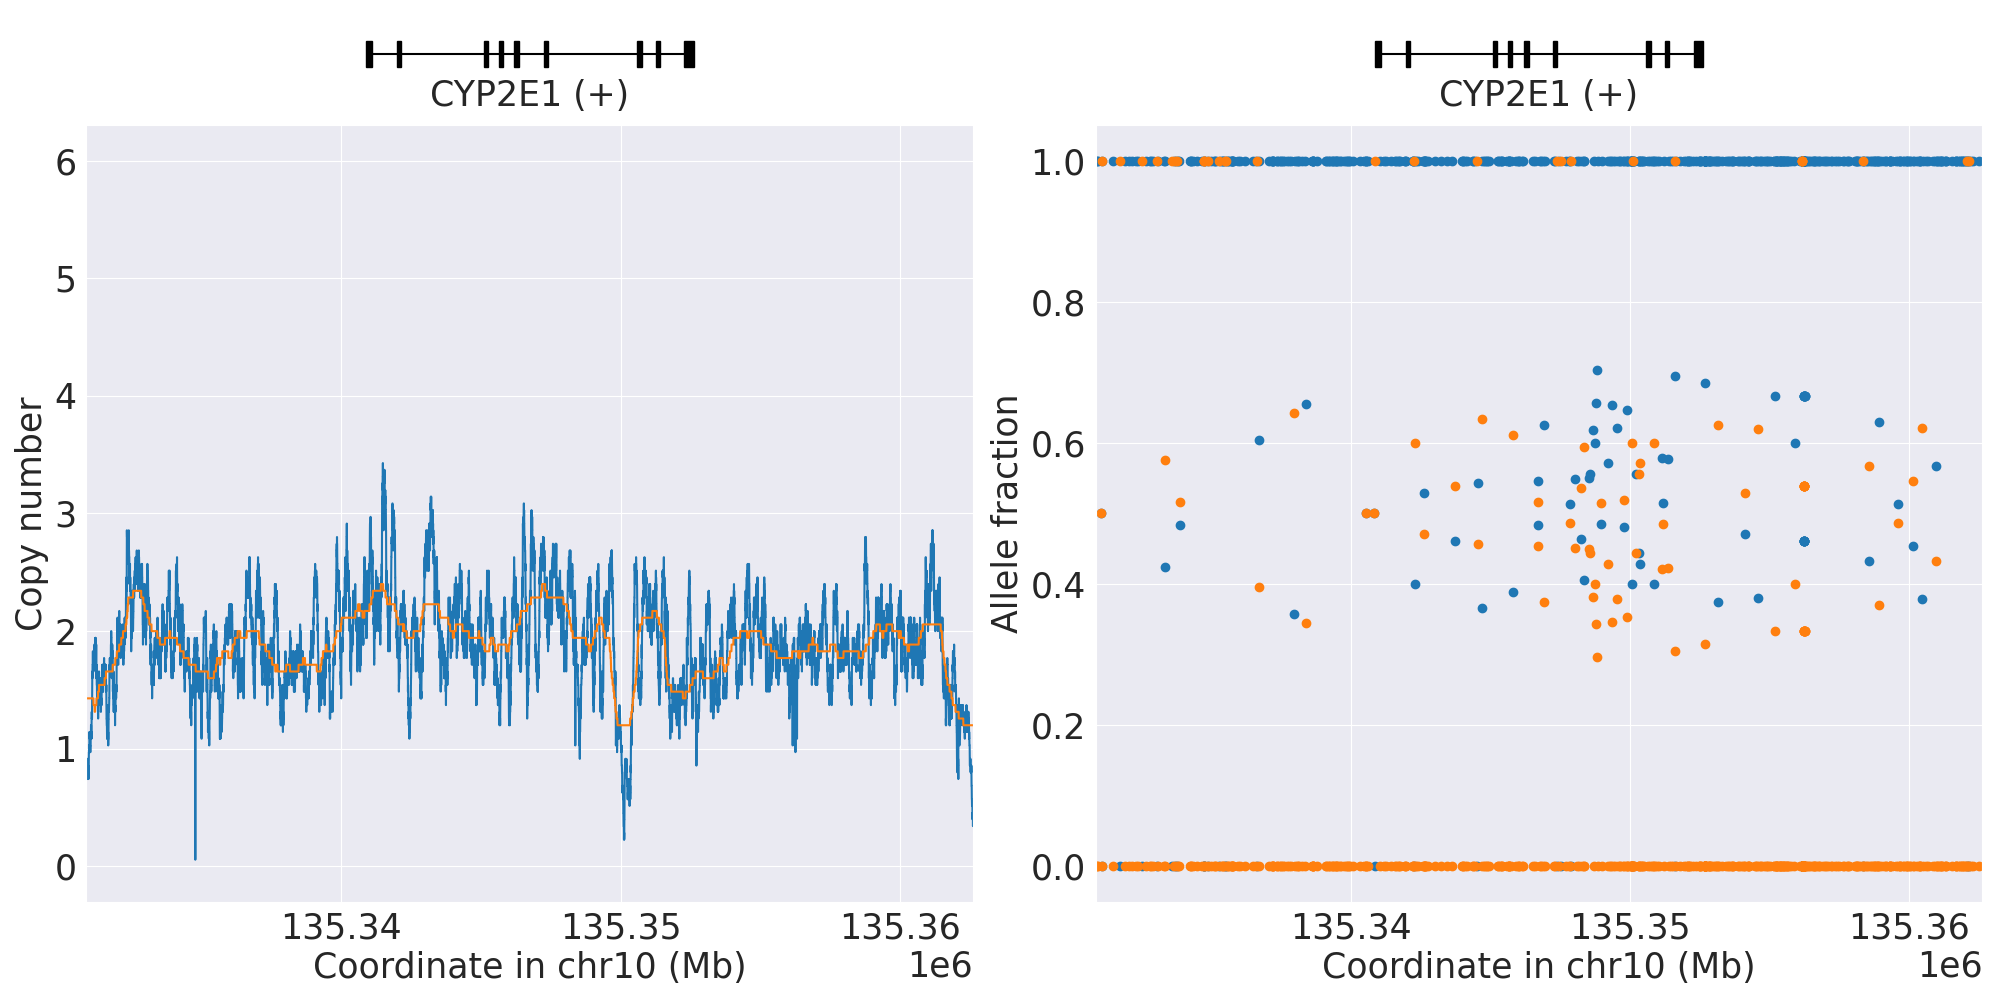 CYP2E1 (+)
6
5
4
3
2
1
0
Copy number
135.34
135.35
135.36
Coordinate in chr10 (Mb)
1e6
CYP2E1 (+)
1.0
0.8
0.6
0.4
0.2
0.0
Allele fraction
135.34
135.35
135.36
Coordinate in chr10 (Mb)
1e6